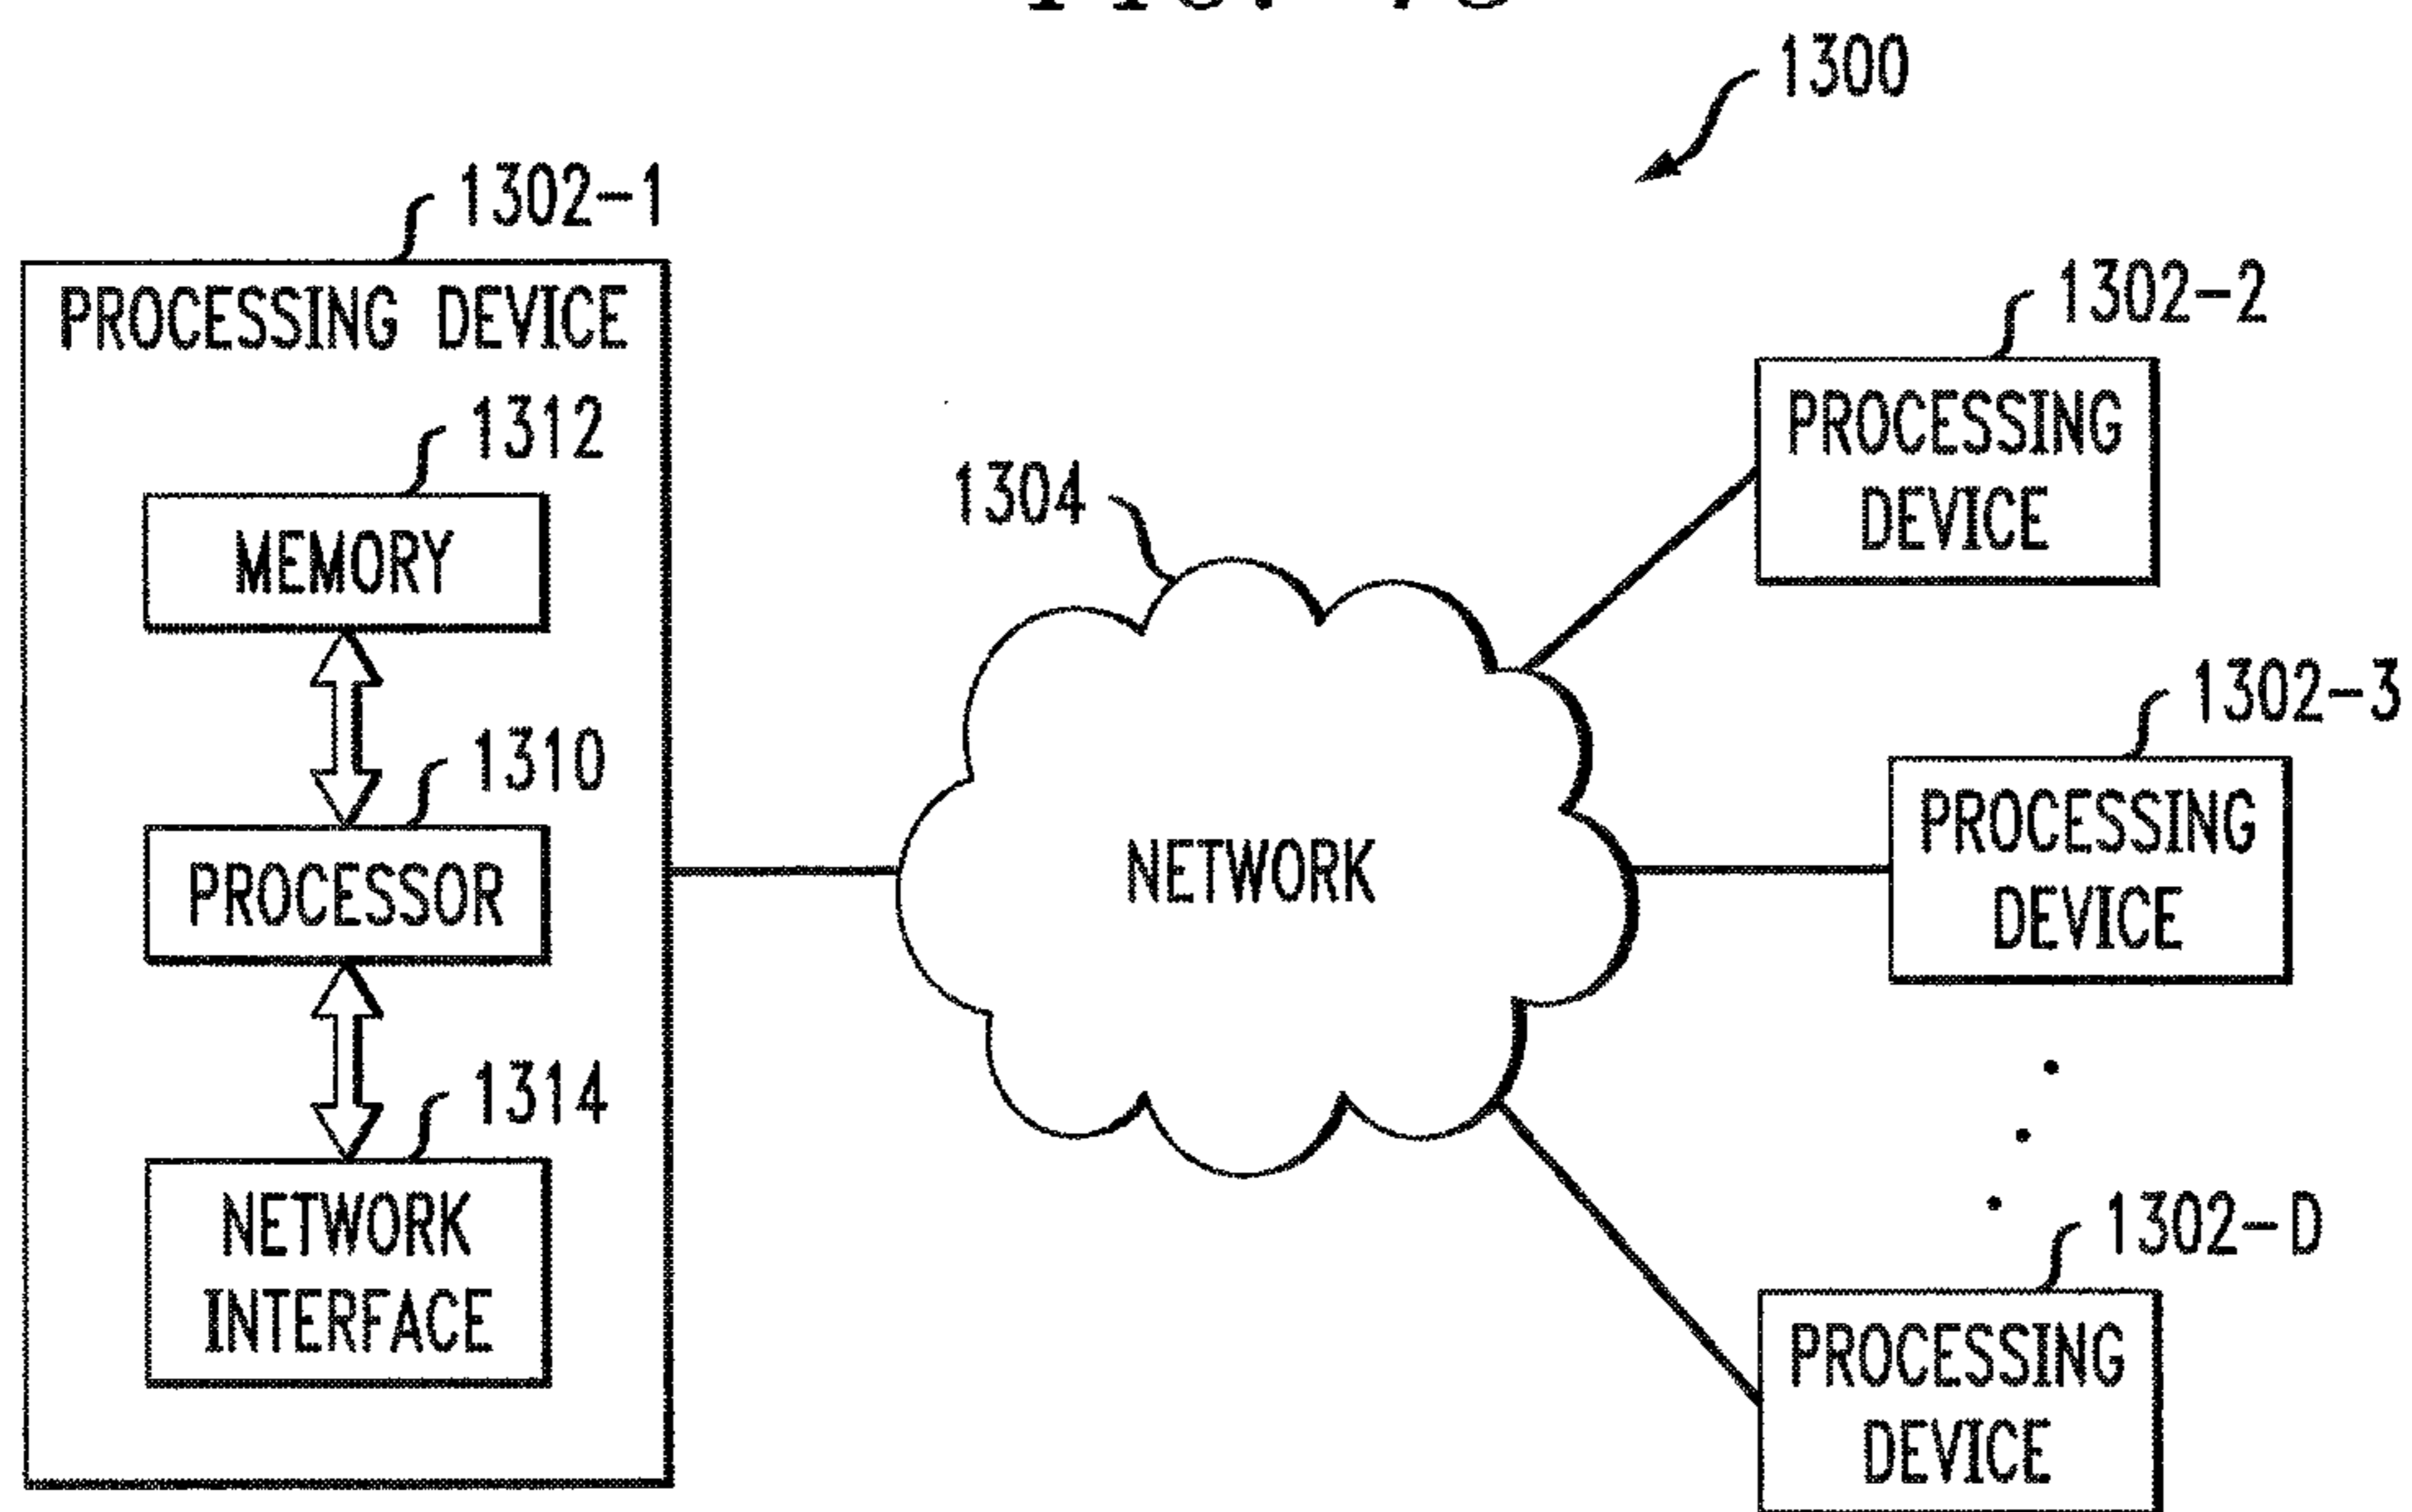 1300
1302-1
PROCESSING DEVICE
1312
MEMORY
1310
PROCESSOR
1314
NETWORK
INTERFACE
1304
NETWORK
1302-2
PROCESSING
DEVICE
1302-3
PROCESSING
DEVICE
1302-D
PROCESSING
DEVICE